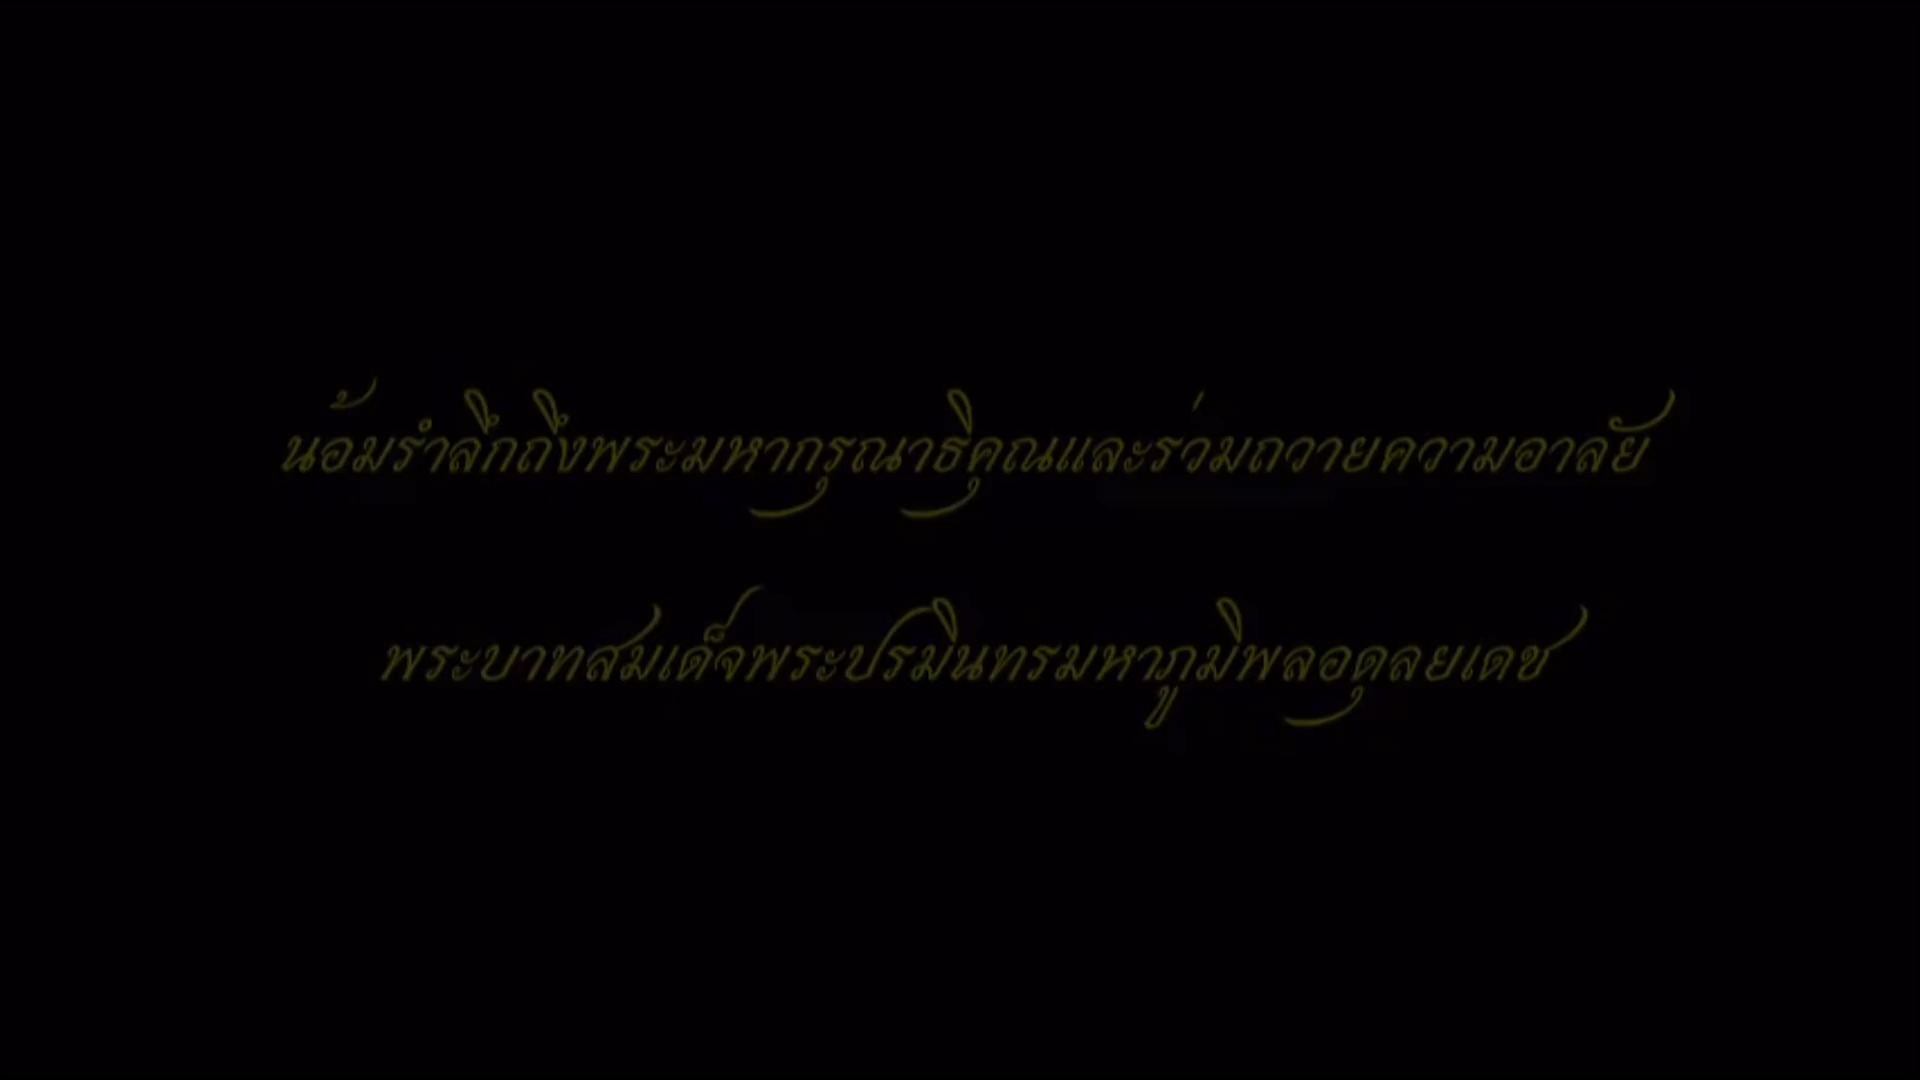 น้อมรำลึกถึงพระมหากรุณาธิคุณและร่วมถวายความอาลัย
พระบาทสมเด็จพระปรมินทรมหาภูมิพลอดุลยเดช